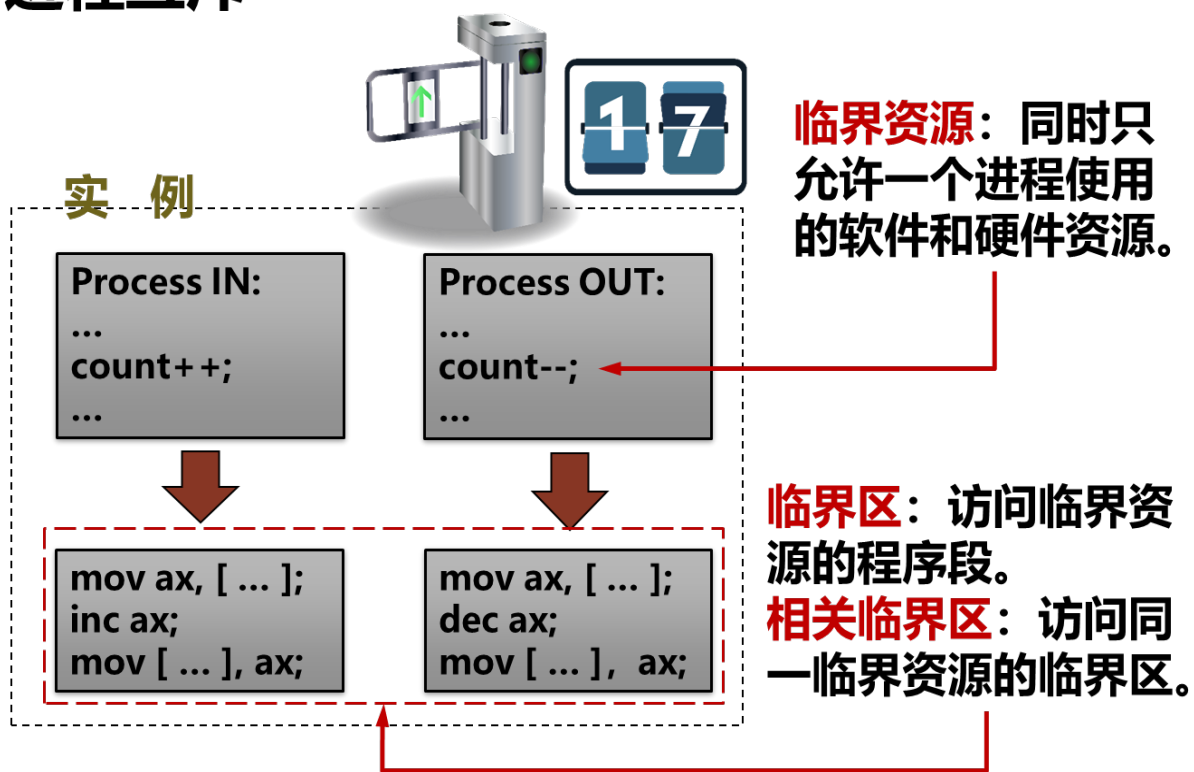 17
临界资源：同时只
允许一个进程使用
的软件和硬件资源。
实 例
Process IN:
...
count++;
...
Process OUT:
...
count--;
...
mov ax, [ ... ];
inc ax;
mov [ ... ], ax;
mov ax, [ ... ];
dec ax;
mov [ ... ]， ax;
临界区：访问临界资
源的程序段。
相关临界区：访问同
一临界资源的临界区。